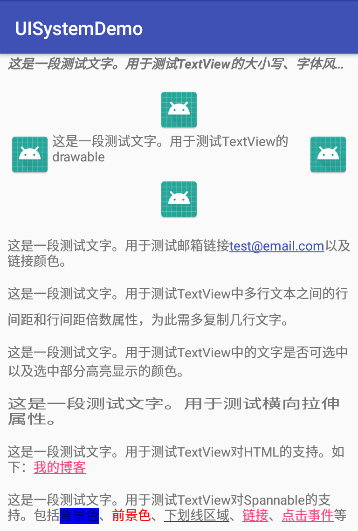 UISystemDemo
这是一段测试文字。用于测试TextView的大小写、字体风...
这是一段测试文字。用于测试TextView的
drawable
这是一段测试文字。用于测试邮箱链接test@email.com以及
链接颜色。
这是一段测试文字。用于测试TextView中多行文本之间的行
间距和行间距倍数属性，为此需多复制几行文字。
这是一段测试文字。用于测试TextView中的文字是否可选中
以及选中部分高亮显示的颜色。
这是一段测试文字。用于测试横向拉伸
属性。
这是一段测试文字。用于测试TextView对HTML的支持。如
下：我的博客
这是一段测试文字。用于测试TextView对Spannable的支
持。包括背景色、前景色、下划线区域、链接、点击事件等